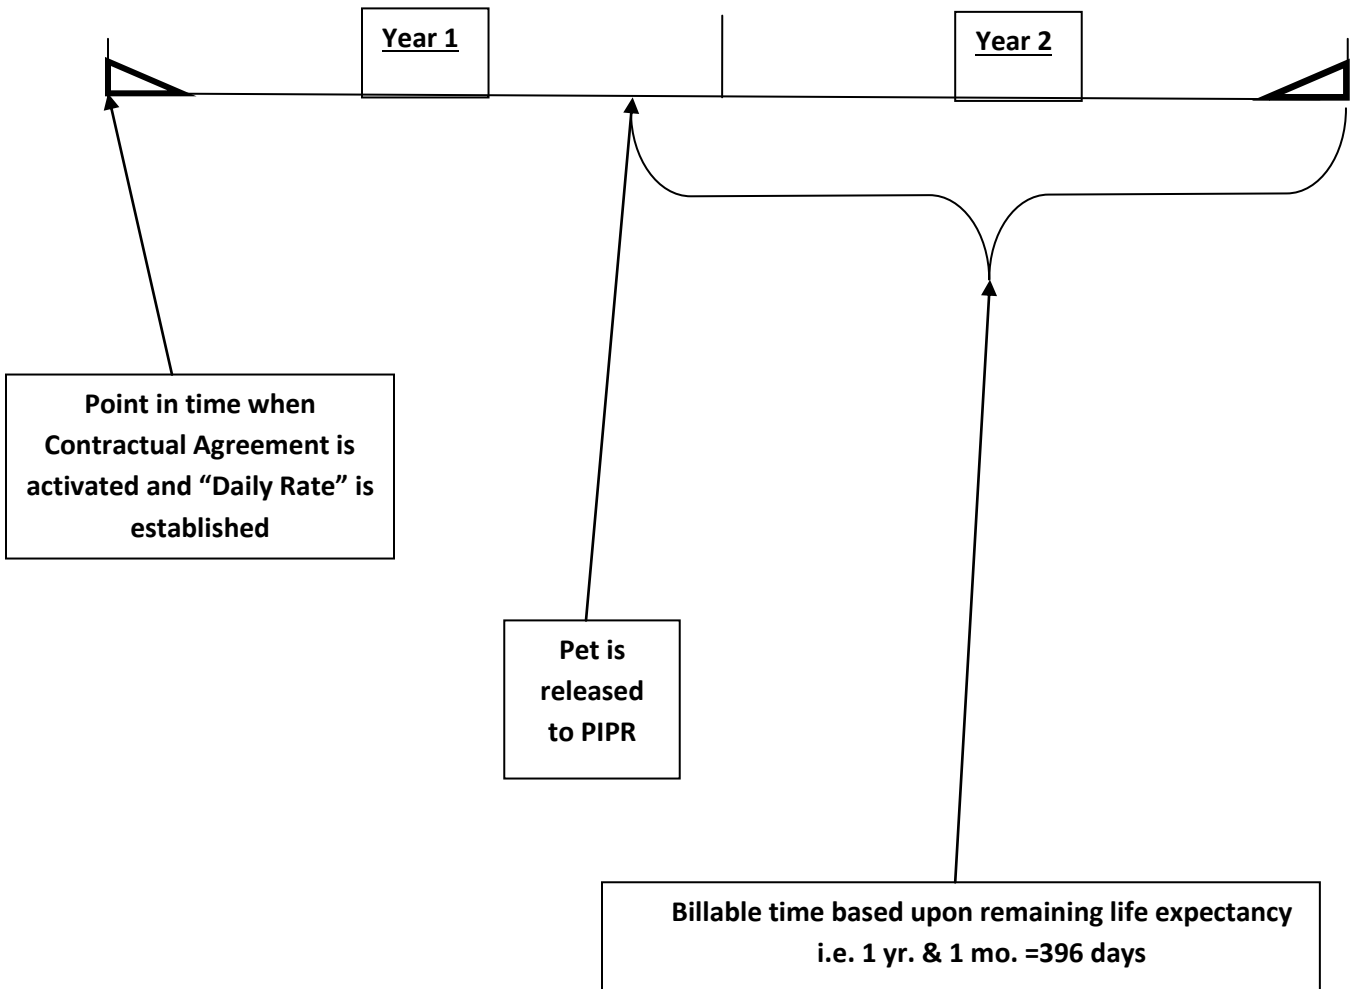 Year 1
Year 2
Point in time when
Contractual Agreement is
activated and “Daily Rate” is
established
Pet is
released
to PIPR
Billable time based upon remaining life expectancy
i.e. 1 yr. & 1 mo. =396 days